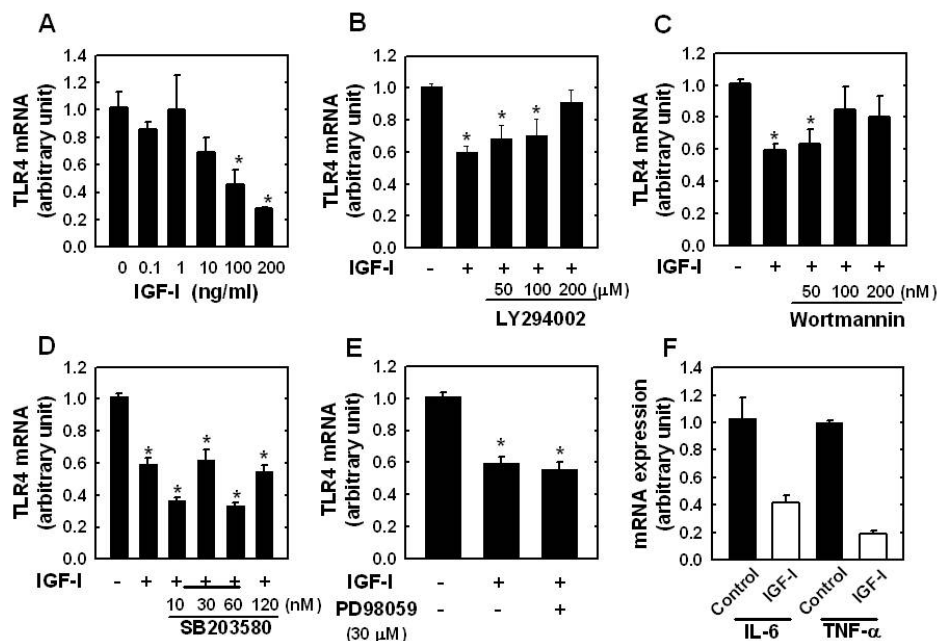 A
TLR4 mRNA
(arbitrary unit)
1.4
1.2
1.0
0.8
0.6
0.4
0.2
0.0
*
*
0 0.1 1 10 100 200
IGF-I (ng/ml)
B
TLR4 mRNA
(arbitrary unit)
1.2
1.0
0.8
0.6
0.4
0.2
0.0
* * *
IGF-I - + + + +
50 100 200 (μM)
LY294002
C
TLR4 mRNA
(arbitrary unit)
1.2
1.0
0.8
0.6
0.4
0.2
0.0
* *
IGF-I - + + + +
50 100 200 (nM)
Wortmannin
D
TLR4 mRNA
(arbitrary unit)
1.2
1.0
0.8
0.6
0.4
0.2
0.0
* * * * *
IGF-I - + + + + +
10 30 60 120 (nM)
SB203580
E
TLR4 mRNA
(arbitrary unit)
1.2
1.0
0.8
0.6
0.4
0.2
0.0
* *
IGF-I - + +
PD98059 - - +
(30 μM)
F
mRNA expression
(arbitrary unit)
1.4
1.2
1.0
0.8
0.6
0.4
0.2
0.0
Control IGF-I Control IGF-I
IL-6 TNF-α